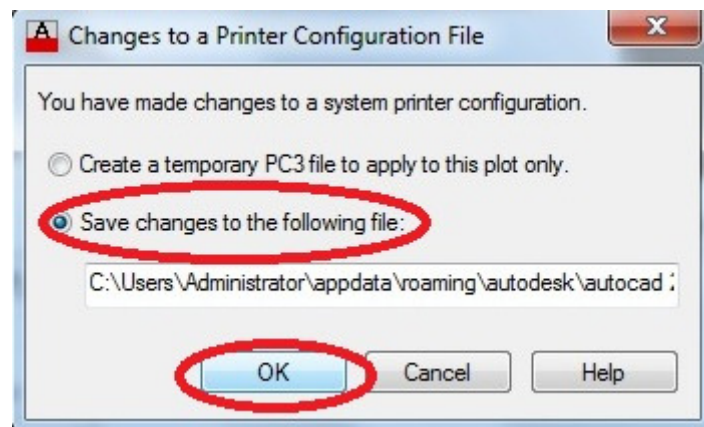 Changes to a Printer Configuration File
You have made changes to a system printer configuration.
Create a temporary PC3 file to apply to this plot only.
Save changes to the following file:
C:\Users\Administrator\appdata\roaming\autodesk\autocad
OK Cancel Help